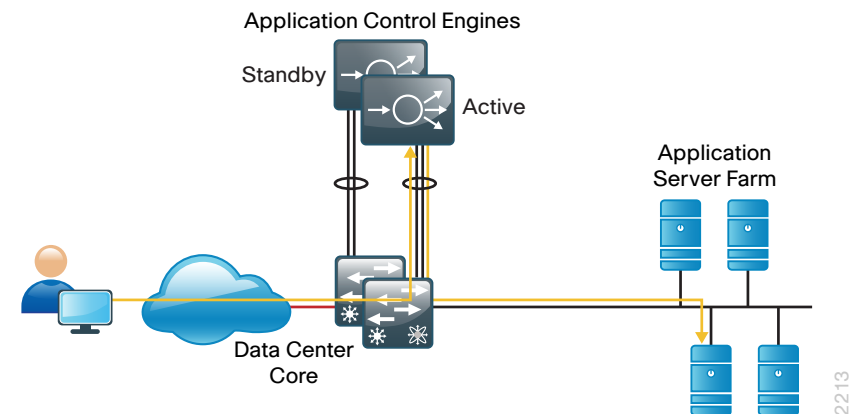 Application Control Engines
Standby
Active
Application
Server Farm
Data Center
Core
2213